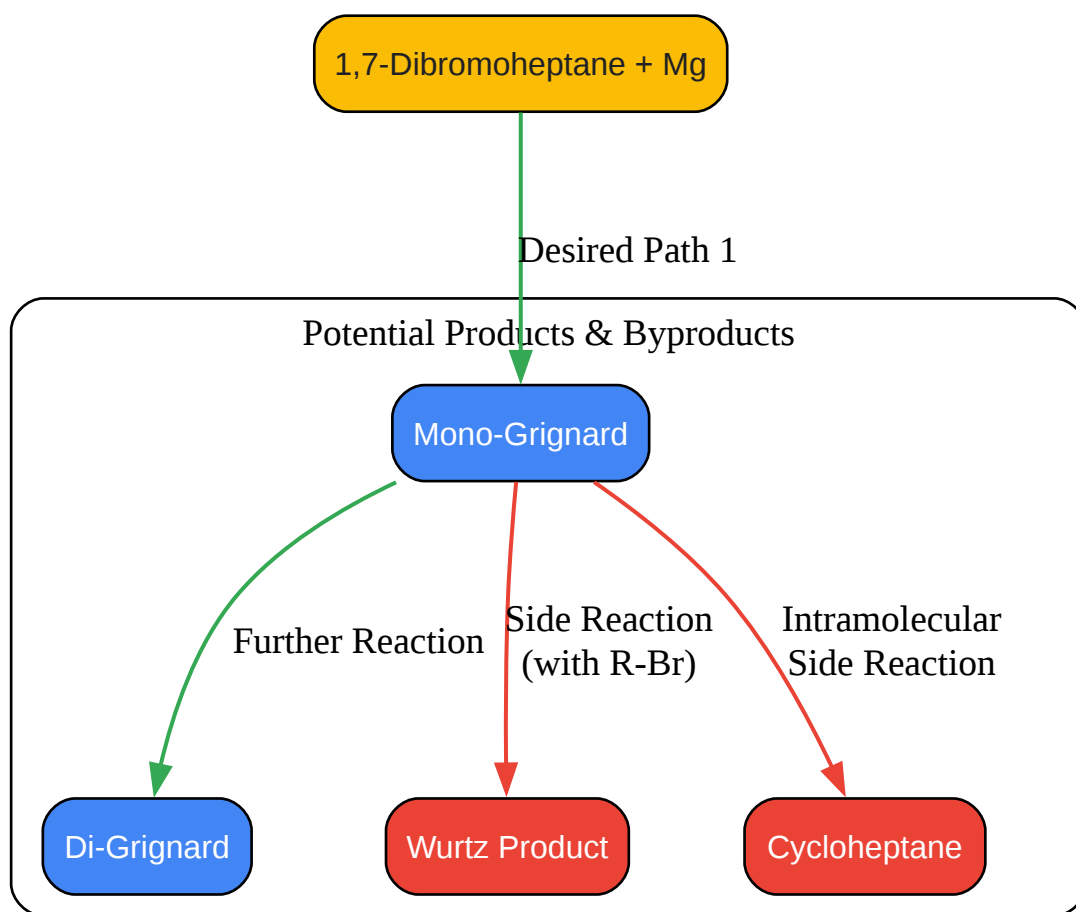 1,7-Dibromoheptane + Mg
Desired Path 1
Potential Products & Byproducts
Mono-Grignard
Further Reaction
Side Reaction
(with R-Br)
Intramolecular
Side Reaction
Di-Grignard
Wurtz Product
Cycloheptane